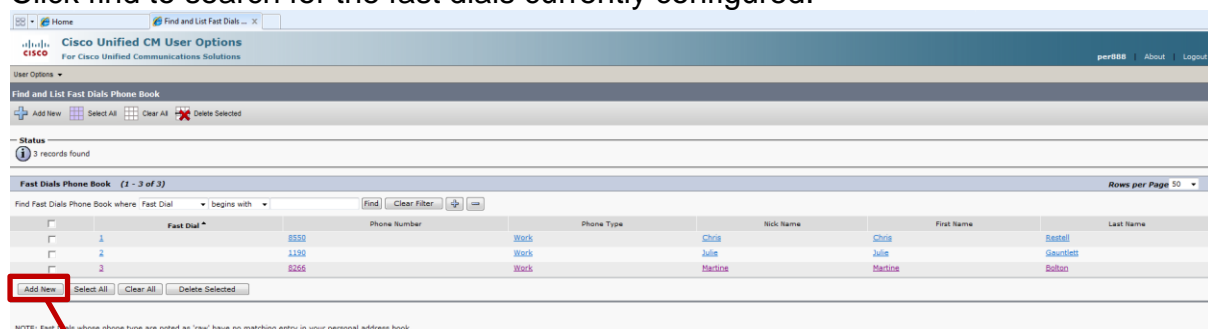 Click find to search for the fast dials currently configured.
Home Find and List Fast Dials ... X
CISCO Cisco Unified CM User Options
For Cisco Unified Communications Solutions
per888 About Logout
User Options
Find and List Fast Dials Phone Book
Add New Select All Clear All Delete Selected
Status
3 records found
Fast Dials Phone Book (1 - 3 of 3) Rows per Page 50
Find Fast Dials Phone Book where Fast Dial begins with Find Clear Filter
Fast Dial Phone Number Phone Type Nick Name First Name Last Name
1 8550 Work Chris Chris Restell
2 1190 Work Julie Julie Gauntlett
3 8266 Work Martine Martine Bolton
Add New Select All Clear All Delete Selected
NOTE: Fast Dials whose phone type are noted as 'raw' have no matching entry in your personal address book